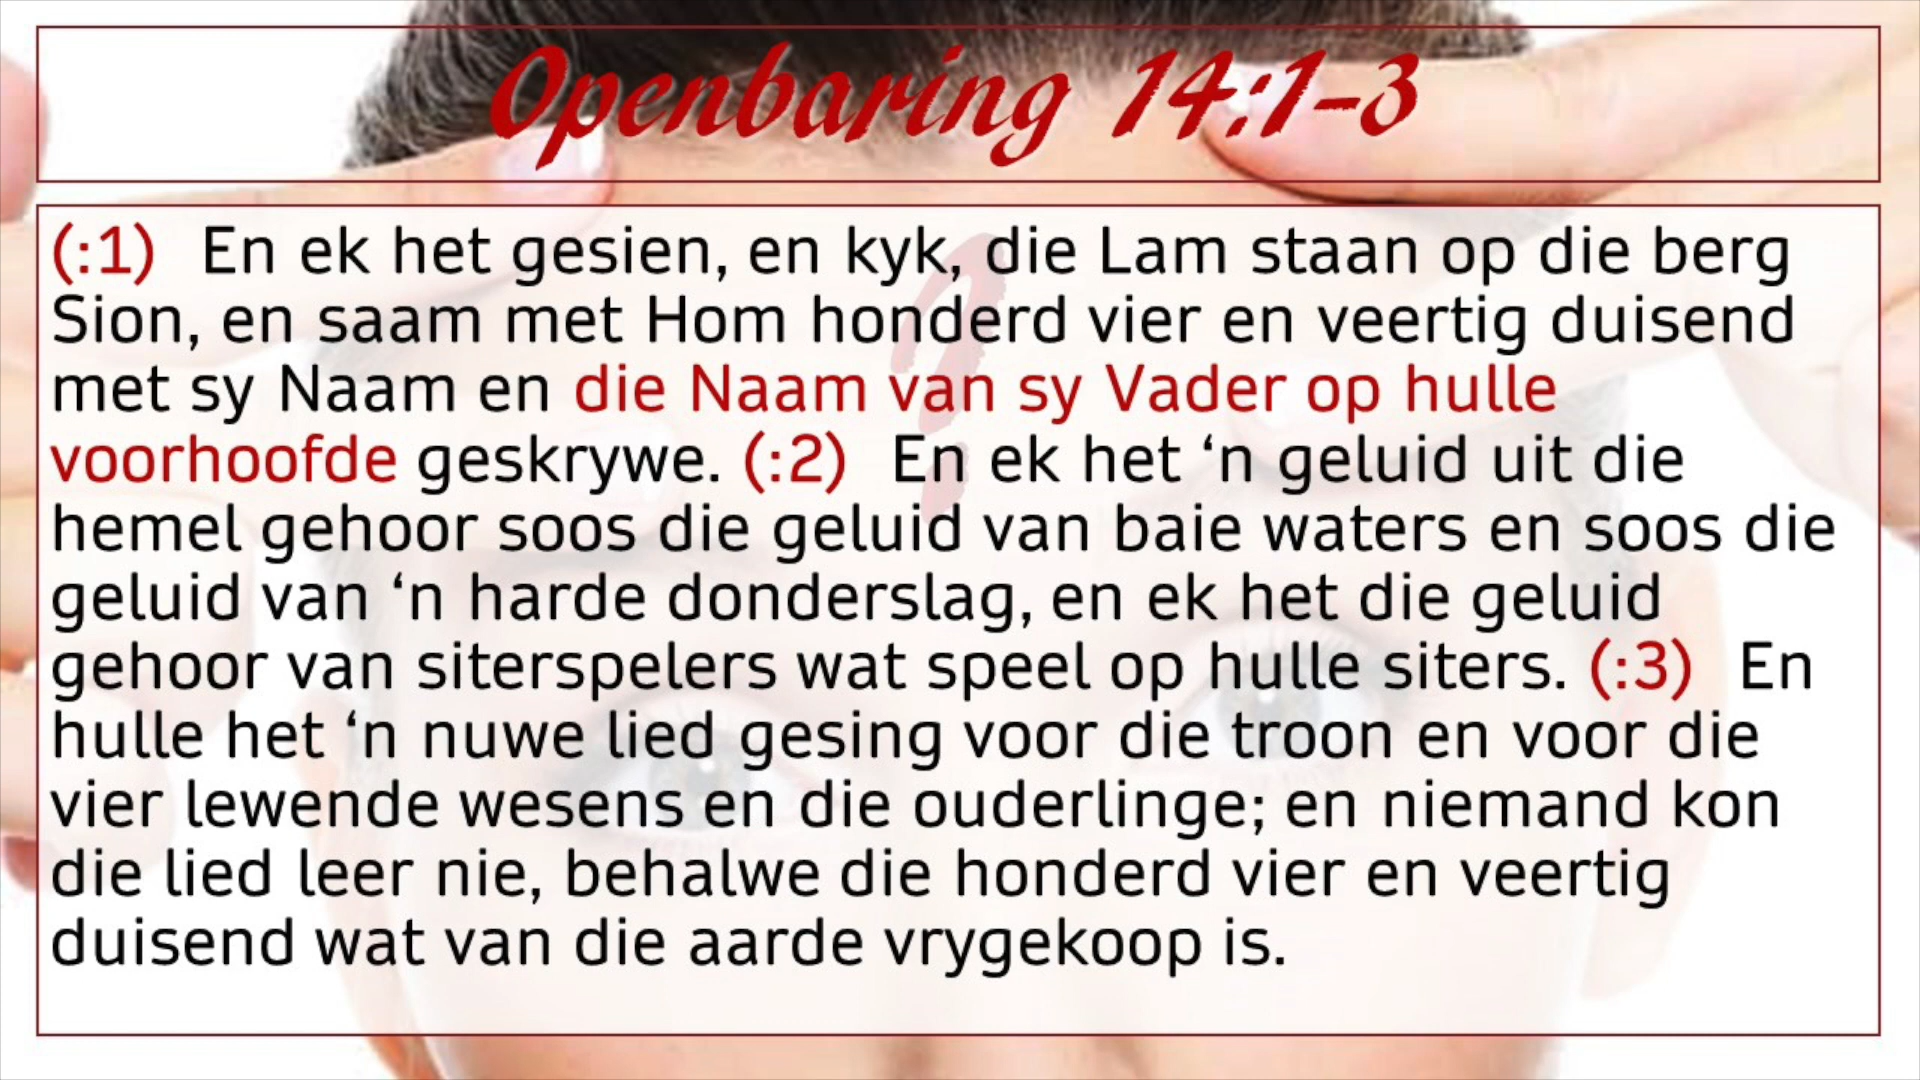 Openbaring 14:1-3
(:1) En ek het gesien, en kyk, die Lam staan op die berg
Sion, en saam met Hom honderd vier en veertig duisend
met sy Naam en die Naam van sy Vader op hulle
voorhoofde geskrywe. (:2) En ek het ‘n geluid uit die
hemel gehoor soos die geluid van baie waters en soos die
geluid van ‘n harde donderslag, en ek het die geluid
gehoor van siterspelers wat speel op hulle siters. (:3) En
hulle het ‘n nuwe lied gesing voor die troon en voor die
vier lewende wesens en die ouderlinge; en niemand kon
die lied leer nie, behalwe die honderd vier en veertig
duisend wat van die aarde vrygekoop is.